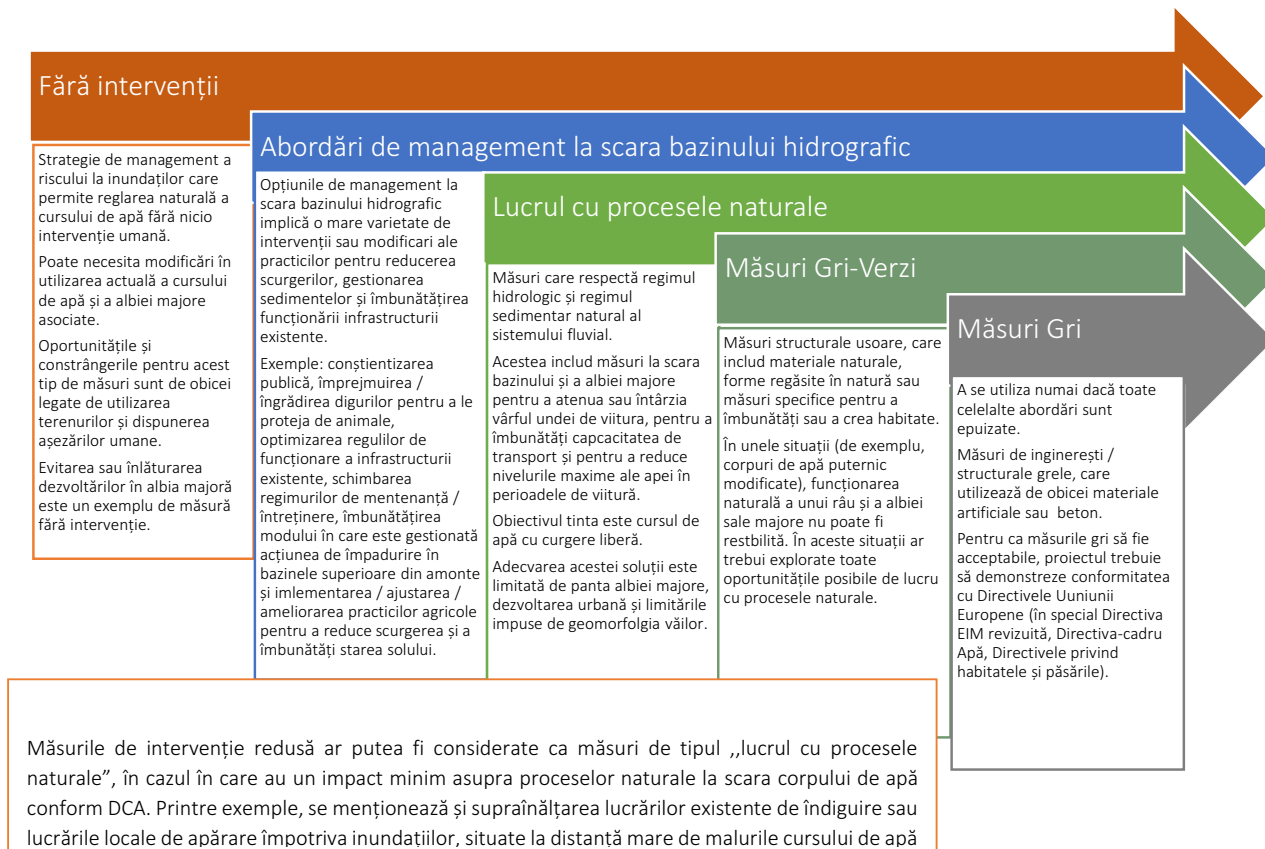 Fără intervenții
Strategie de management a
riscului la inundaților care
permite reglarea naturală a
cursului de apă fără nicio
intervenție umană.
Poate necesita modificări în
utilizarea actuală a cursului
de apă și a albiei majore
asociate.
Oportunitățile și
constrângerile pentru acest
tip de măsuri sunt de obicei
legate de utilizarea
terenurilor și dispunerea
așezărilor umane.
Evitarea sau înlăturarea
dezvoltărilor în albia majoră
este un exemplu de măsură
fără intervenție.
Abordări de management la scara bazinului hidrografic
Opțiunile de management la
scara bazinului hidrografic
implică o mare varietate de
intervenții sau modificari ale
practicilor pentru reducerea
scurgerilor, gestionarea
sedimentelor și îmbunătățirea
funcționării infrastructurii
existente.
Exemple: conștientizarea
publică, împrejmuirea /
îngrădirea digurilor pentru a le
proteja de animale,
optimizarea regulilor de
funcționare a infrastructurii
existente, schimbarea
regimurilor de mentenanță /
întreținere, îmbunătățirea
modului în care este gestionată
acțiunea de împadurire în
bazinele superioare din amonte
și imlementarea / ajustarea /
ameliorarea practicilor agricole
pentru a reduce scurgerea și a
îmbunătăți starea solului.
Lucrul cu procesele naturale
Măsuri care respectă regimul
hidrologic și regimul
sedimentar natural al
sistemului fluvial.
Acestea includ măsuri la scara
bazinului și a albiei majore
pentru a atenua sau întârzia
vârful undei de viitura, pentru a
îmbunătăți capcacitatea de
transport și pentru a reduce
nivelurile maxime ale apei în
perioadele de viitură.
Obiectivul tinta este cursul de
apă cu curgere liberă.
Adecvarea acestei soluții este
limitată de panta albiei majore,
dezvoltarea urbană și limitările
impuse de geomorfolgia văilor.
Măsuri Gri-Verzi
Măsuri structurale usoare, care
includ materiale naturale,
forme regăsite în natură sau
măsuri specifice pentru a
îmbunătăți sau a crea habitate.
În unele situații (de exemplu,
corpuri de apă puternic
modificate), funcționarea
naturală a unui râu și a albiei
sale majore nu poate fi
restbilită. În aceste situații ar
trebui explorate toate
oportunitățile posibile de lucru
cu procesele naturale.
Măsuri Gri
A se utiliza numai dacă toate
celelalte abordări sunt
epuizate.
Măsuri de inginerești /
structurale grele, care
utilizează de obicei materiale
artificiale sau beton.
Pentru ca măsurile gri să fie
acceptabile, proiectul trebuie
să demonstreze conformitatea
cu Directivele Uuniunii
Europene (în special Directiva
EIM revizuită, Directiva-cadru
Apă, Directivele privind
habitatele și păsările).
Măsurile de intervenție redusă ar putea fi considerate ca măsuri de tipul ,,lucrul cu procesele
naturale”, în cazul în care au un impact minim asupra proceselor naturale la scara corpului de apă
conform DCA. Printre exemple, se menționează și supraînălțarea lucrărilor existente de îndiguire sau
lucrările locale de apărare împotriva inundațiilor, situate la distanță mare de malurile cursului de apă